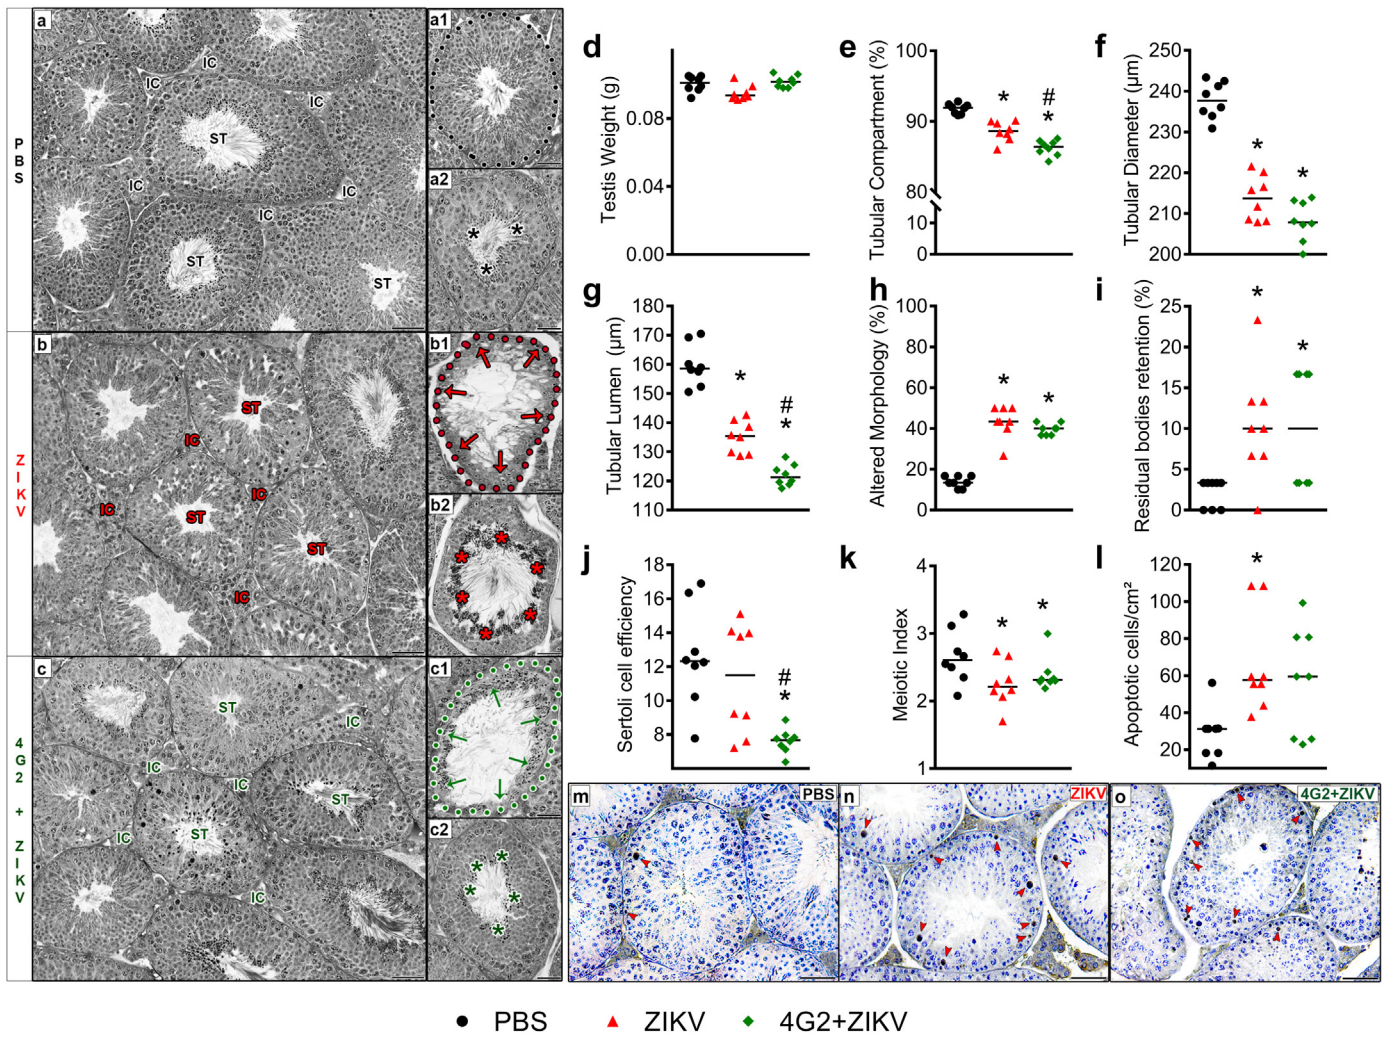 PBS
a
IC
IC
IC
ST
IC
IC
IC
ST
ST
a1
a2
*
*
*
ZIKV
b
ST
IC
IC
IC
ST
ST
IC
b1
b2
*
*
*
*
*
*
*
4G2 + ZIKV
c
ST
IC
IC
IC
ST
IC
ST
IC
c1
c2
*
*
*
*
*
d
Testis Weight (g)
0.08
0.04
0.00
e
Tubular Compartment (%)
100
90
80
10
0
*
#
*
f
Tubular Diameter (µm)
250
240
230
220
210
200
*
*
g
Tubular Lumen (µm)
180
170
160
150
140
130
120
110
*
#
*
h
Altered Morphology (%)
100
80
60
40
20
0
*
*
i
Residual bodies retention (%)
25
20
15
10
5
0
*
*
j
Sertoli cell efficiency
18
16
14
12
10
8
#
*
k
Meiotic Index
4
3
2
1
*
*
l
Apoptotic cells/cm²
120
100
80
60
40
20
*
m
PBS
n
ZIKV
o
4G2+ZIKV
PBS
ZIKV
4G2+ZIKV